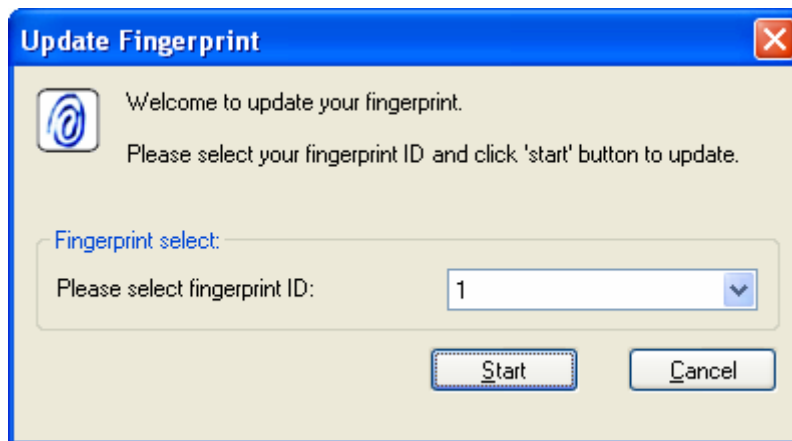 Update Fingerprint
Welcome to update your fingerprint.
Please select your fingerprint ID and click 'start' button to update.
Fingerprint select:
Please select fingerprint ID:
1
Start
Cancel